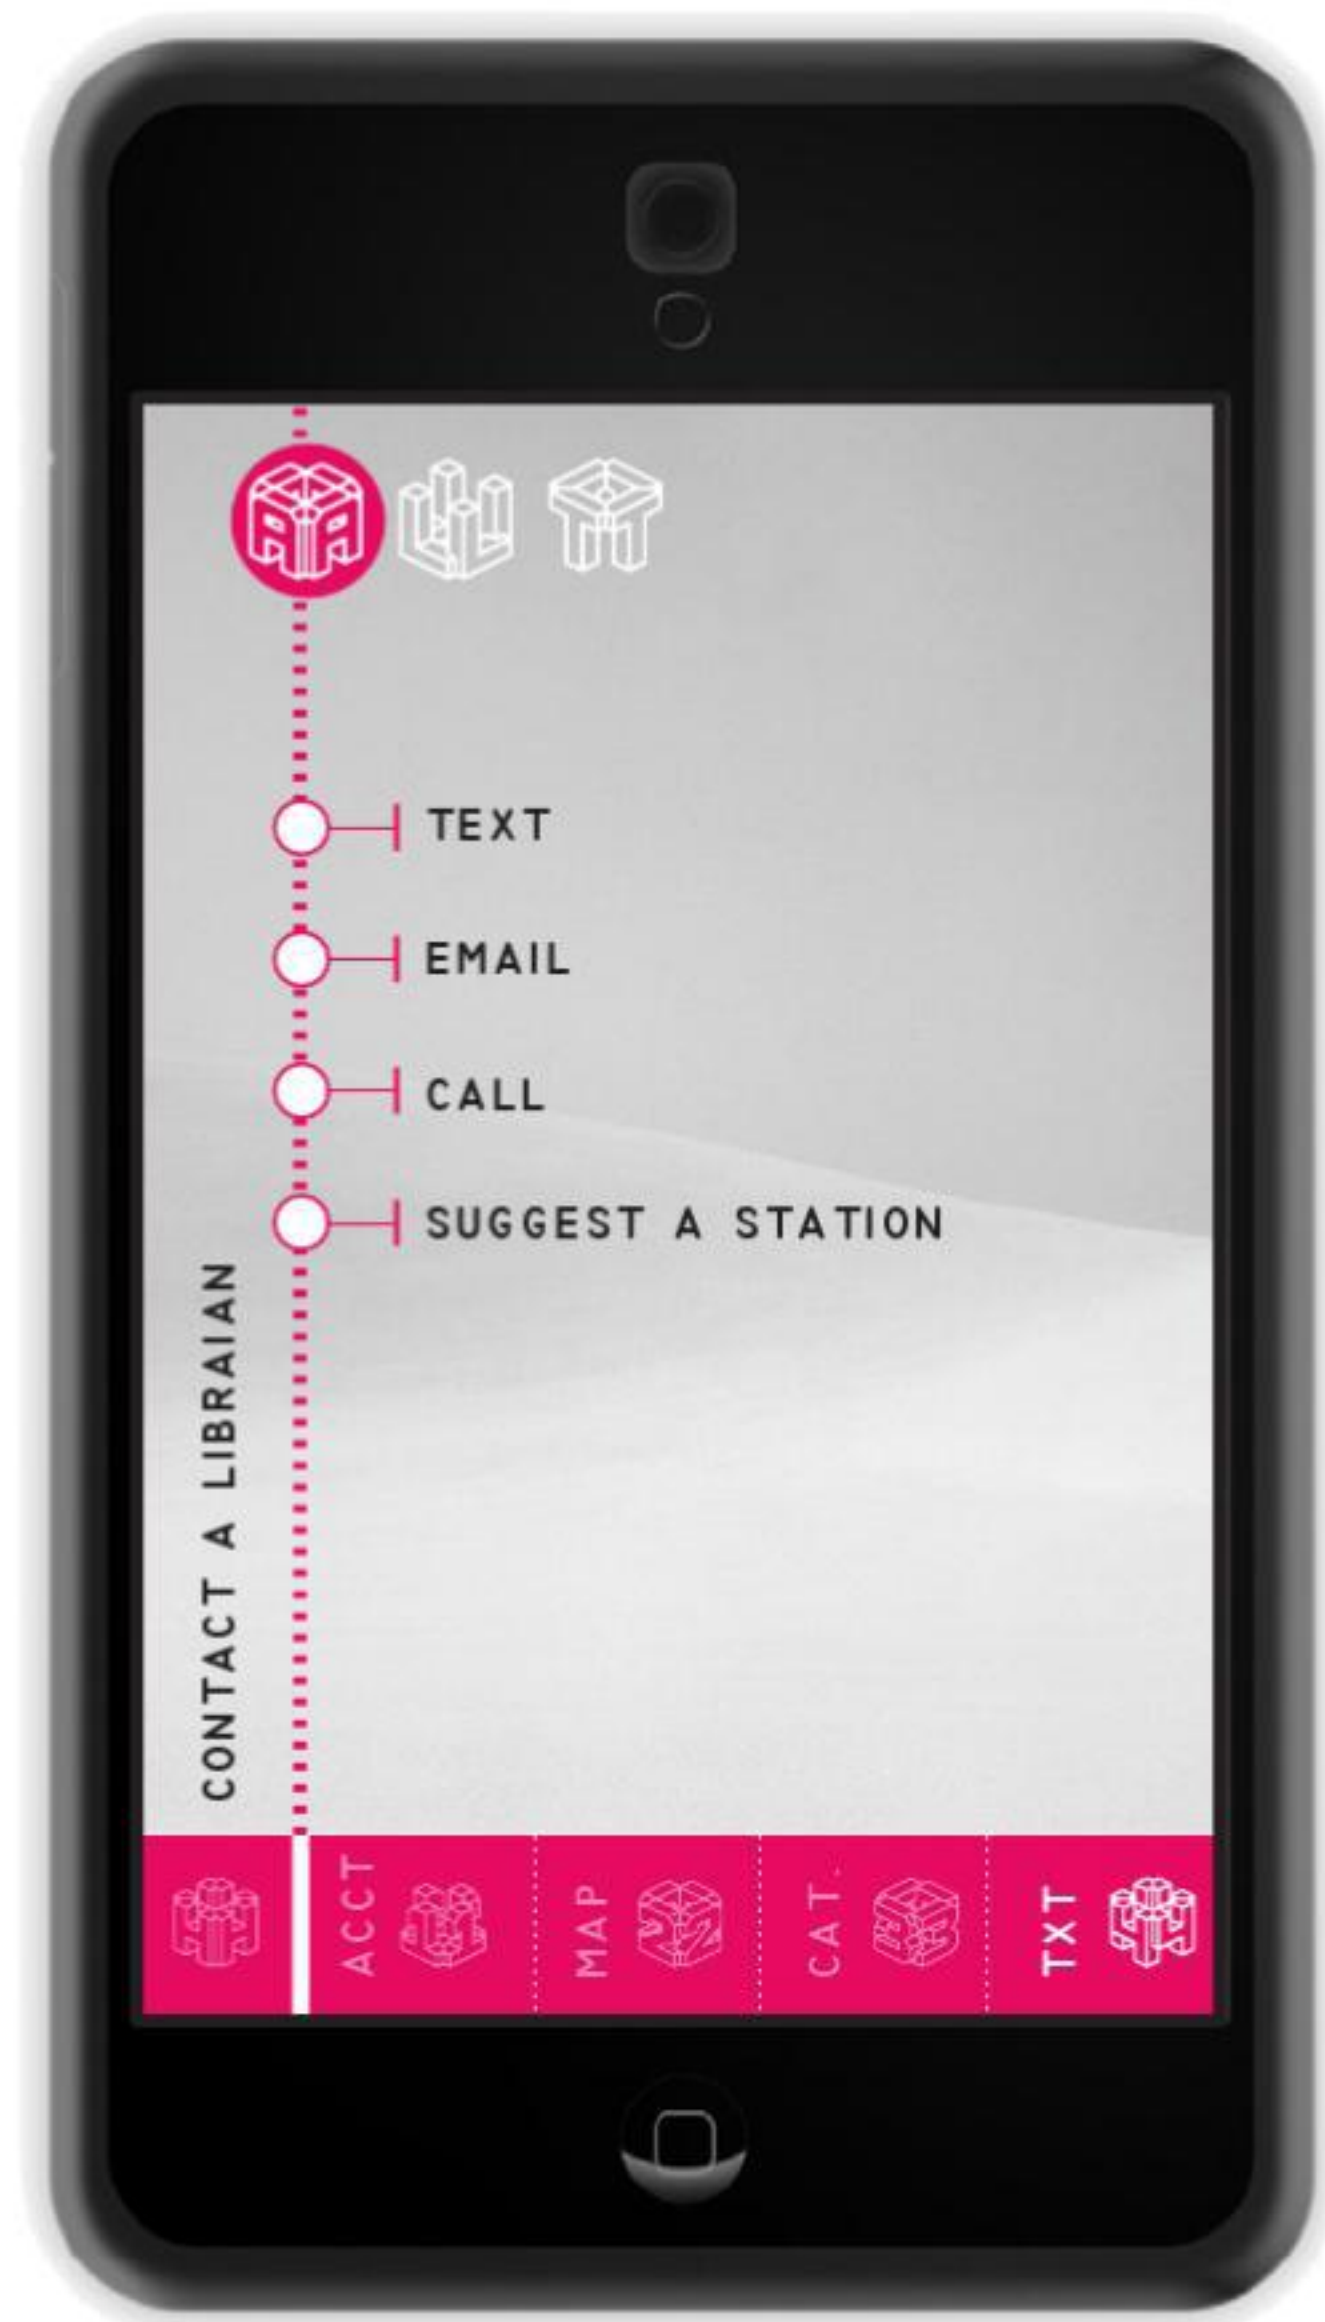 TEXT
EMAIL
CALL
SUGGEST A STATION
CONTACT A LIBRAIAN
ACCT
MAP
CAT.
TXT